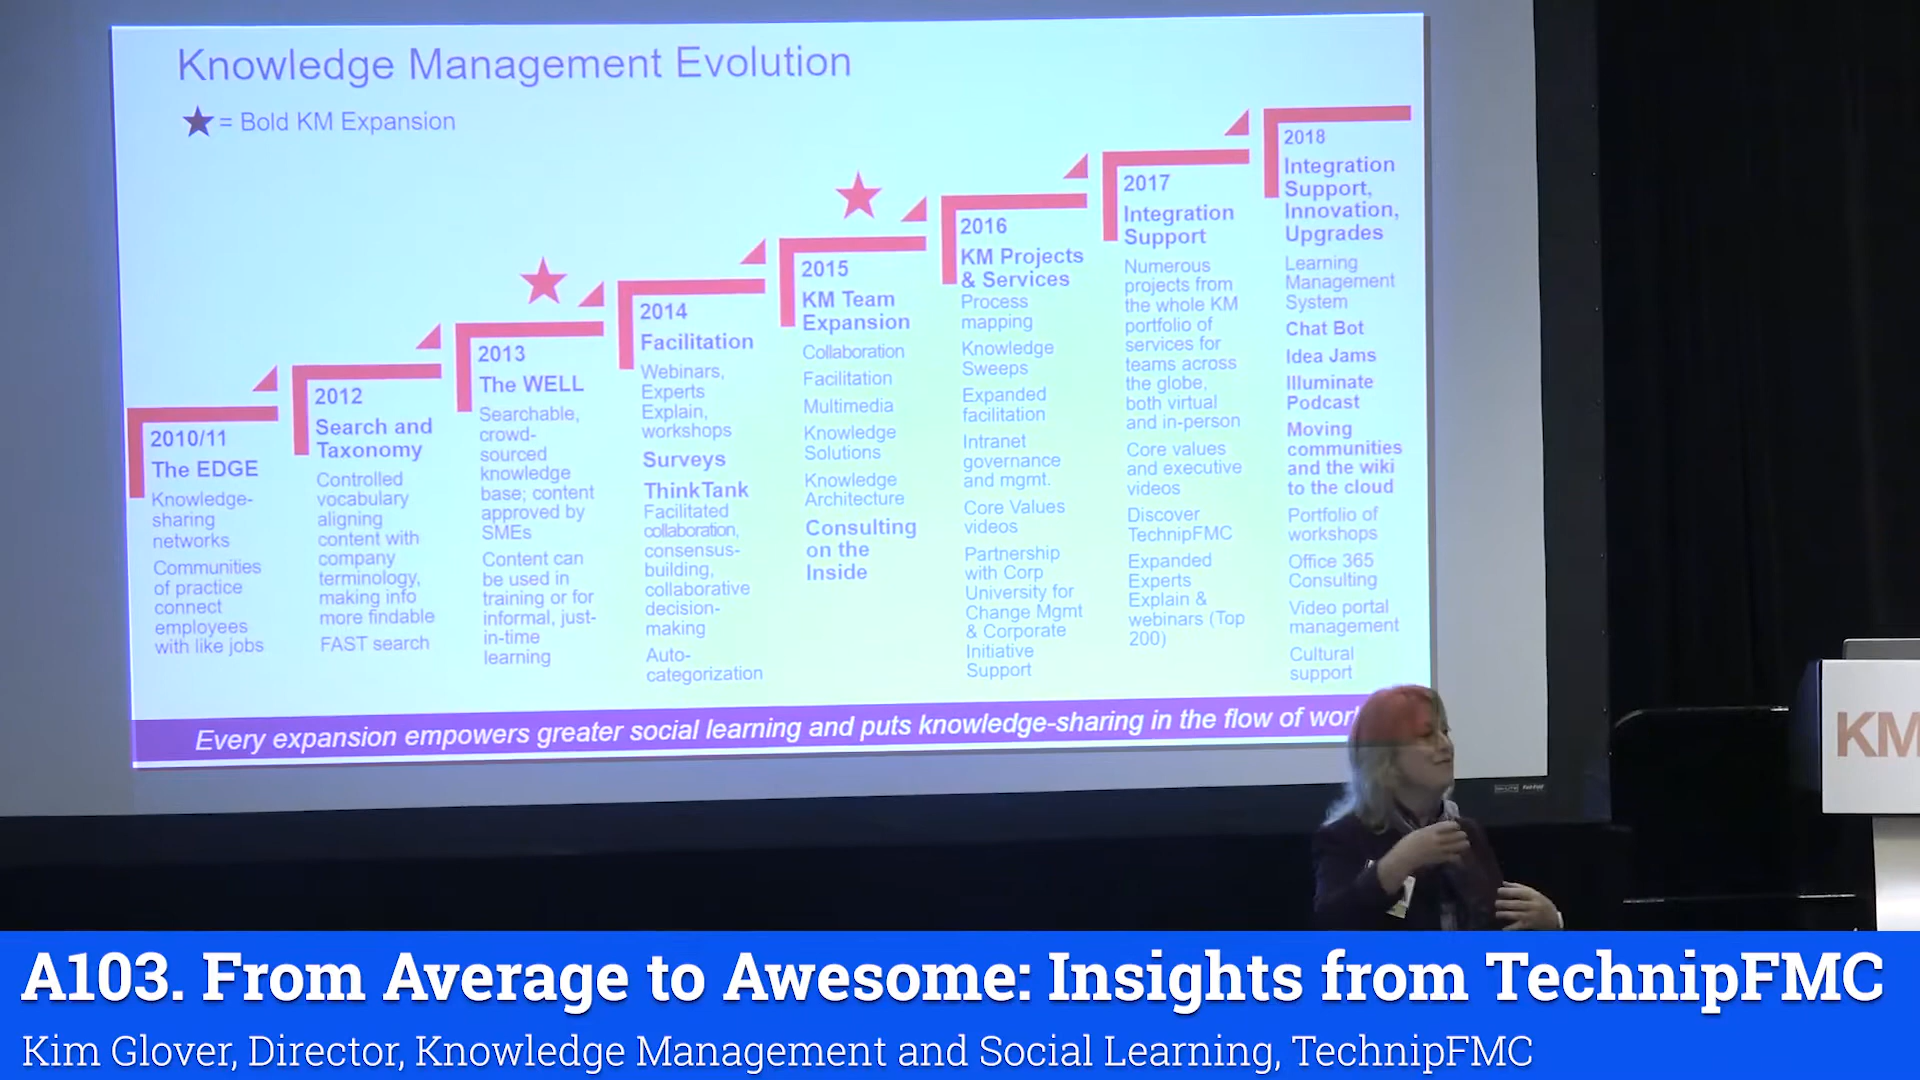 Knowledge Management Evolution
= Bold KM Expansion
2010/11
The EDGE
Knowledge-
sharing
networks
Communities
of practice
connect
employees
with like jobs
2012
Search and
Taxonomy
Controlled
vocabulary
aligning
content with
company
terminology,
making info
more findable
FAST search
2013
The WELL
Searchable,
crowd-
sourced
knowledge
base; content
approved by
SMEs
Content can
be used in
training or for
informal, just-
in-time
learning
2014
Facilitation
Webinars,
Experts
Explain,
workshops
Surveys
ThinkTank
Facilitated
collaboration,
consensus-
building,
collaborative
decision-
making
Auto-
categorization
2015
KM Team
Expansion
Collaboration
Facilitation
Multimedia
Knowledge
Solutions
Knowledge
Architecture
Consulting
on the
Inside
2016
KM Projects
& Services
Process
mapping
Knowledge
Sweeps
Expanded
facilitation
Intranet
governance
and mgmt.
Core Values
videos
Partnership
with Corp
University for
Change Mgmt
& Corporate
Initiative
Support
2017
Integration
Support
Numerous
projects from
the whole KM
portfolio of
services for
teams across
the globe,
both virtual
and in-person
Core values
and executive
videos
Discover
TechnipFMC
Expanded
Experts
Explain &
webinars (Top
200)
2018
Integration
Support,
Innovation,
Upgrades
Learning
Management
System
Chat Bot
Idea Jams
Illuminate
Podcast
Moving
communities
and the wiki
to the cloud
Portfolio of
workshops
Office 365
Consulting
Video portal
management
Cultural
support
Every expansion empowers greater social learning and puts knowledge-sharing in the flow of wor
KM
A103. From Average to Awesome: Insights from TechnipFMC
Kim Glover, Director, Knowledge Management and Social Learning, TechnipFMC